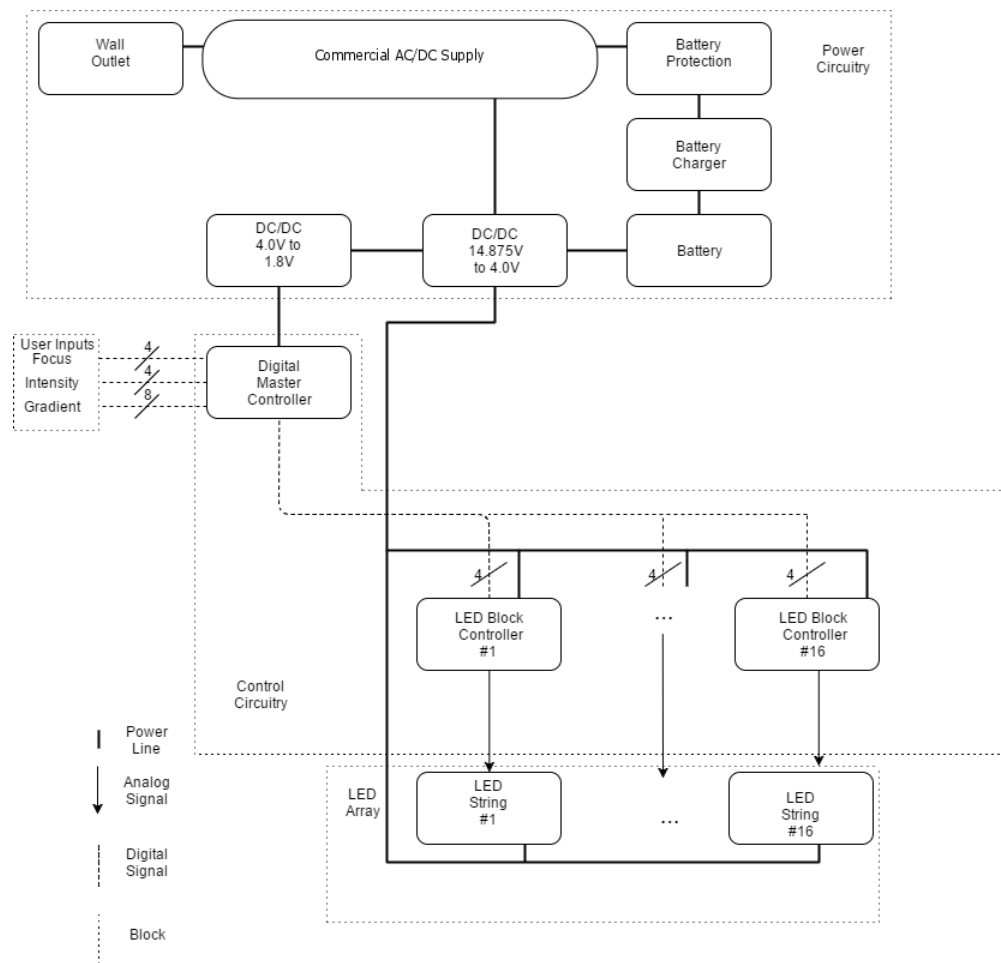 Wall
Outlet
Commercial AC/DC Supply
Battery
Protection
Power
Circuitry
Battery
Charger
DC/DC
4.0V to
1.8V
DC/DC
14.875V
to 4.0V
Battery
User Inputs
Focus
Intensity
Gradient
4
4
8
Digital
Master
Controller
4
4
4
LED Block
Controller
#1
...
LED Block
Controller
#16
Control
Circuitry
Power
Line
Analog
Signal
Digital
Signal
Block
LED
Array
LED
String
#1
...
LED
String
#16